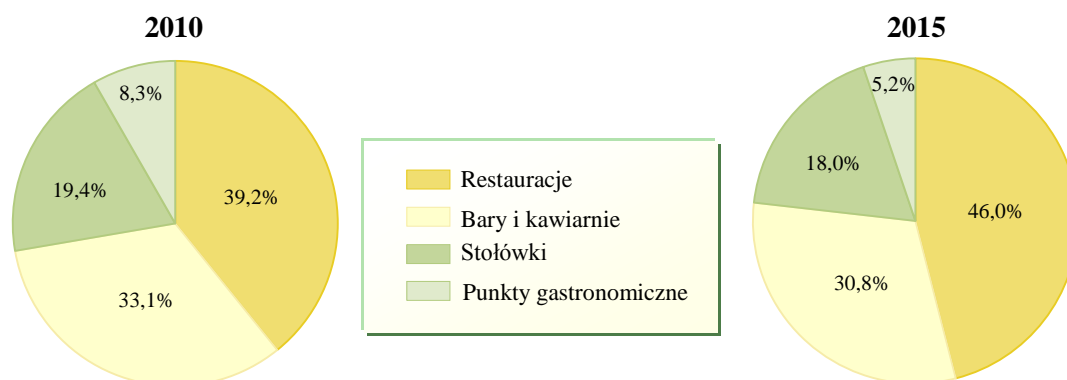 2010
2015
8,3%
19,4%
39,2%
33,1%
Restauracje
Bary i kawiarnie
Stołówki
Punkty gastronomiczne
5,2%
18,0%
46,0%
30,8%